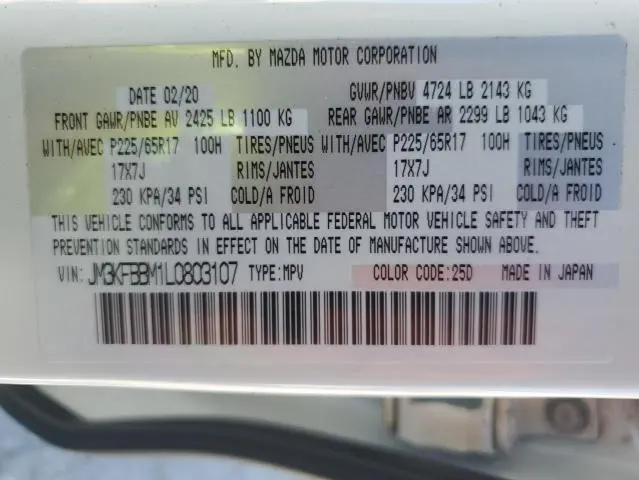 MFD. BY MAZDA MOTOR CORPORATION
DATE 02/20 GVWR/PNBV 4724 LB 2143 KG
FRONT GAWR/PNBE AV 2425 LB 1100 KG REAR GAWR/PNBE AR 2299 LB 1043 KG
WITH/AVEC P225/65R17 100H TIRES/PNEUS WITH/AVEC P225/65R17 100H TIRES/PNEUS
17X7J RIMS/JANTES 17X7J RIMS/JANTES
230 KPA/34 PSI COLD/A FROID 230 KPA/34 PSI COLD/A FROID
THIS VEHICLE CONFORMS TO ALL APPLICABLE FEDERAL MOTOR VEHICLE SAFETY AND THEFT
PREVENTION STANDARDS IN EFFECT ON THE DATE OF MANUFACTURE SHOWN ABOVE.
VIN: JM3KFBBM1L0803107 TYPE:MPV COLOR CODE:25D MADE IN JAPAN